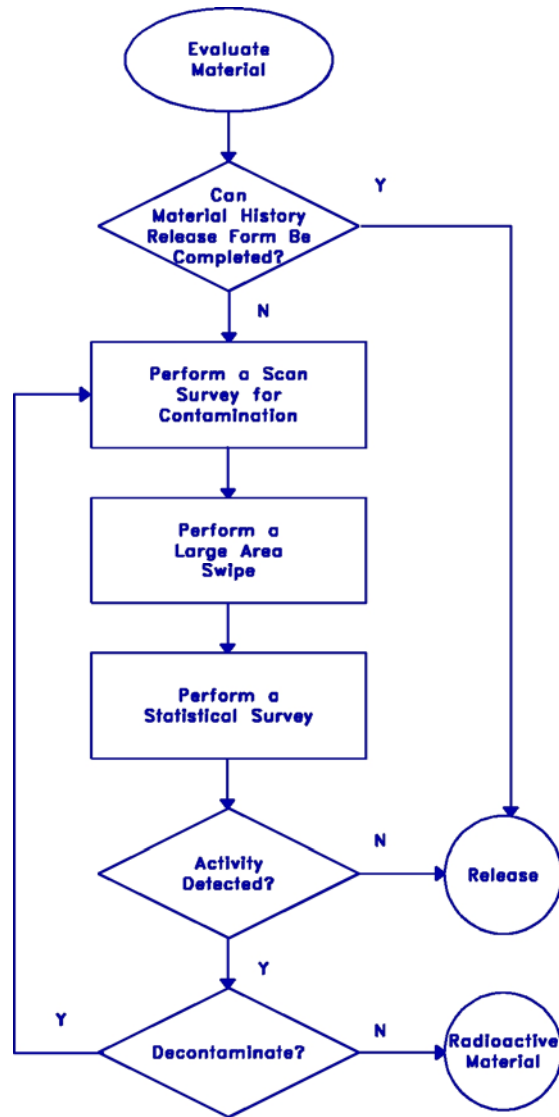 Evaluate
Material
Can
Material History
Release Form Be
Completed?
Y
N
Perform a Scan
Survey for
Contamination
Perform a
Large Area
Swipe
Perform a
Statistical Survey
Activity
Detected?
N
Release
Y
Y
Decontaminate?
N
Radioactive
Material